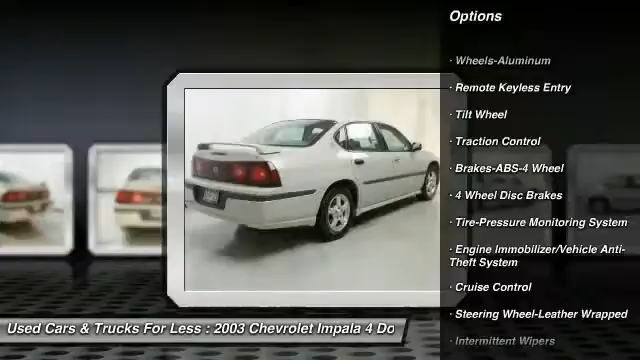 Options
· Wheels-Aluminum
· Remote Keyless Entry
· Tilt Wheel
· Traction Control
· Brakes-ABS-4 Wheel
· 4 Wheel Disc Brakes
· Tire-Pressure Monitoring System
· Engine Immobilizer/Vehicle Anti-
Theft System
· Cruise Control
· Steering Wheel-Leather Wrapped
· Intermittent Wipers
Used Cars & Trucks For Less : 2003 Chevrolet Impala 4 Do